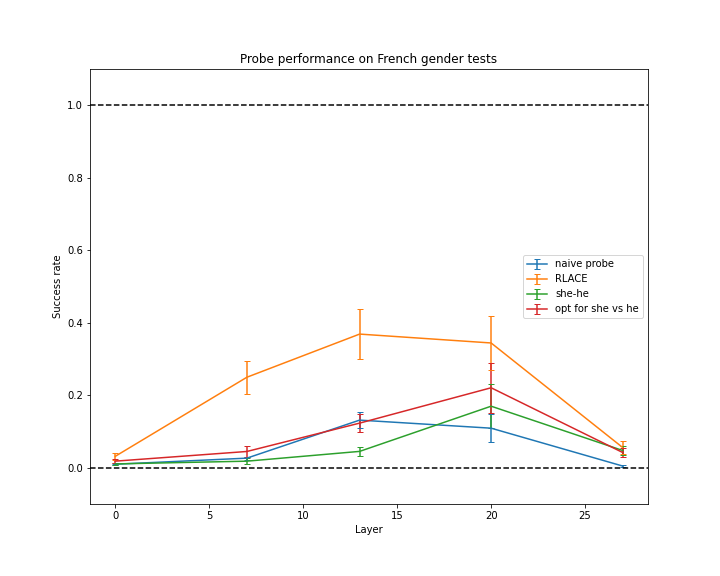 Probe performance on French gender tests
1.0
0.8
0.6
0.4
0.2
0.0
Success rate
naive probe
RLACE
she-he
opt for she vs he
0 5 10 15 20 25
Layer